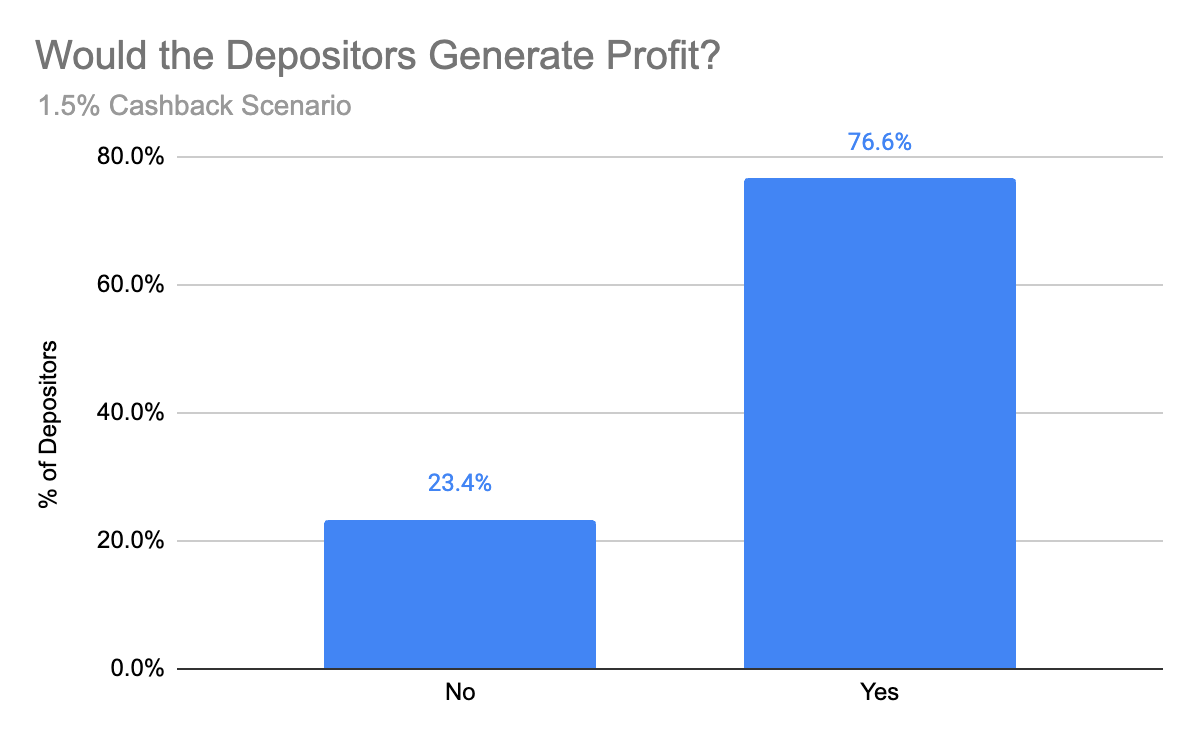 Would the Depositors Generate Profit?
1.5% Cashback Scenario
% of Depositors
80.0%
60.0%
40.0%
20.0%
0.0%
23.4%
76.6%
No
Yes